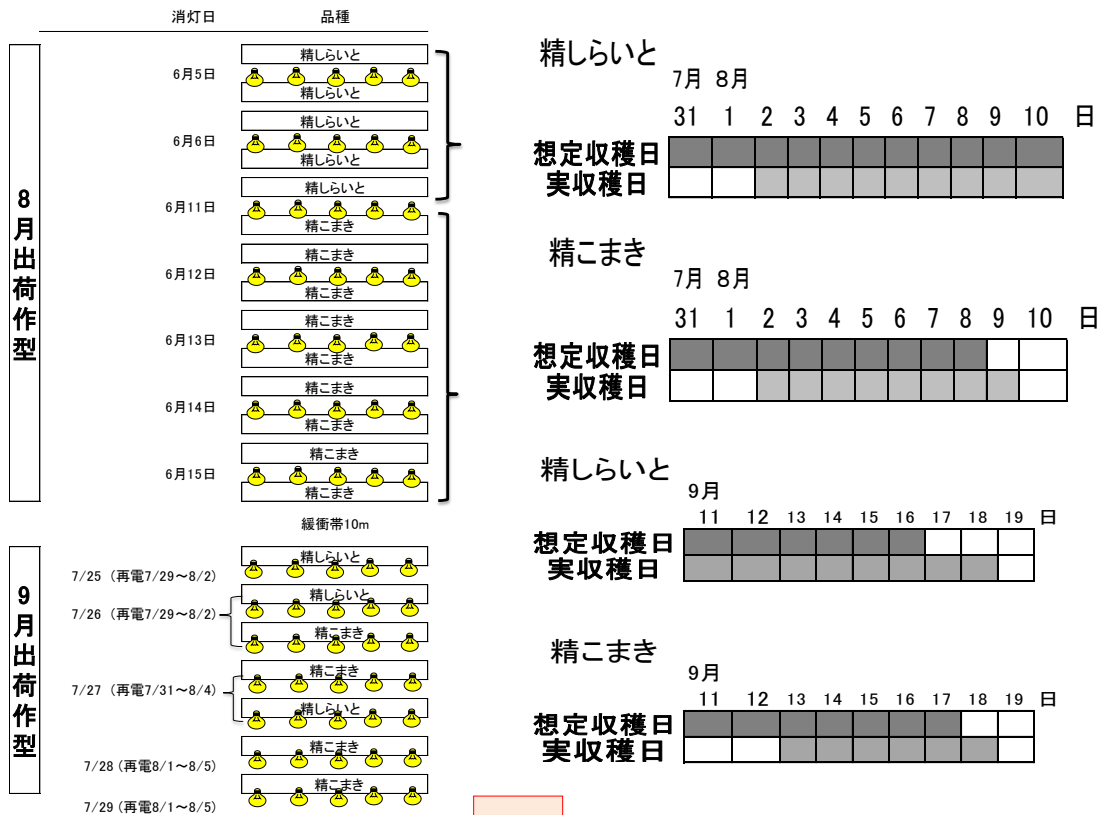 消灯日 品種
8月出荷作型
精しらいと
6月5日
精しらいと
精しらいと
6月6日
精しらいと
精しらいと
6月11日
精こまき
精こまき
6月12日
精こまき
精こまき
6月13日
精こまき
精こまき
6月14日
精こまき
精こまき
6月15日
精こまき
緩衝帯10m
9月出荷作型
精しらいと
7/25 (再電7/29～8/2)
精しらいと
7/26 (再電7/29～8/2)
精こまき
精こまき
7/27 (再電7/31～8/4)
精しらいと
精こまき
7/28 (再電8/1～8/5)
精こまき
7/29 (再電8/1～8/5)
精しらいと
7月 8月
31 1 2 3 4 5 6 7 8 9 10 日
想定収穫日
実収穫日
精こまき
7月 8月
31 1 2 3 4 5 6 7 8 9 10 日
想定収穫日
実収穫日
精しらいと
9月
11 12 13 14 15 16 17 18 19 日
想定収穫日
実収穫日
精こまき
9月
11 12 13 14 15 16 17 18 19 日
想定収穫日
実収穫日